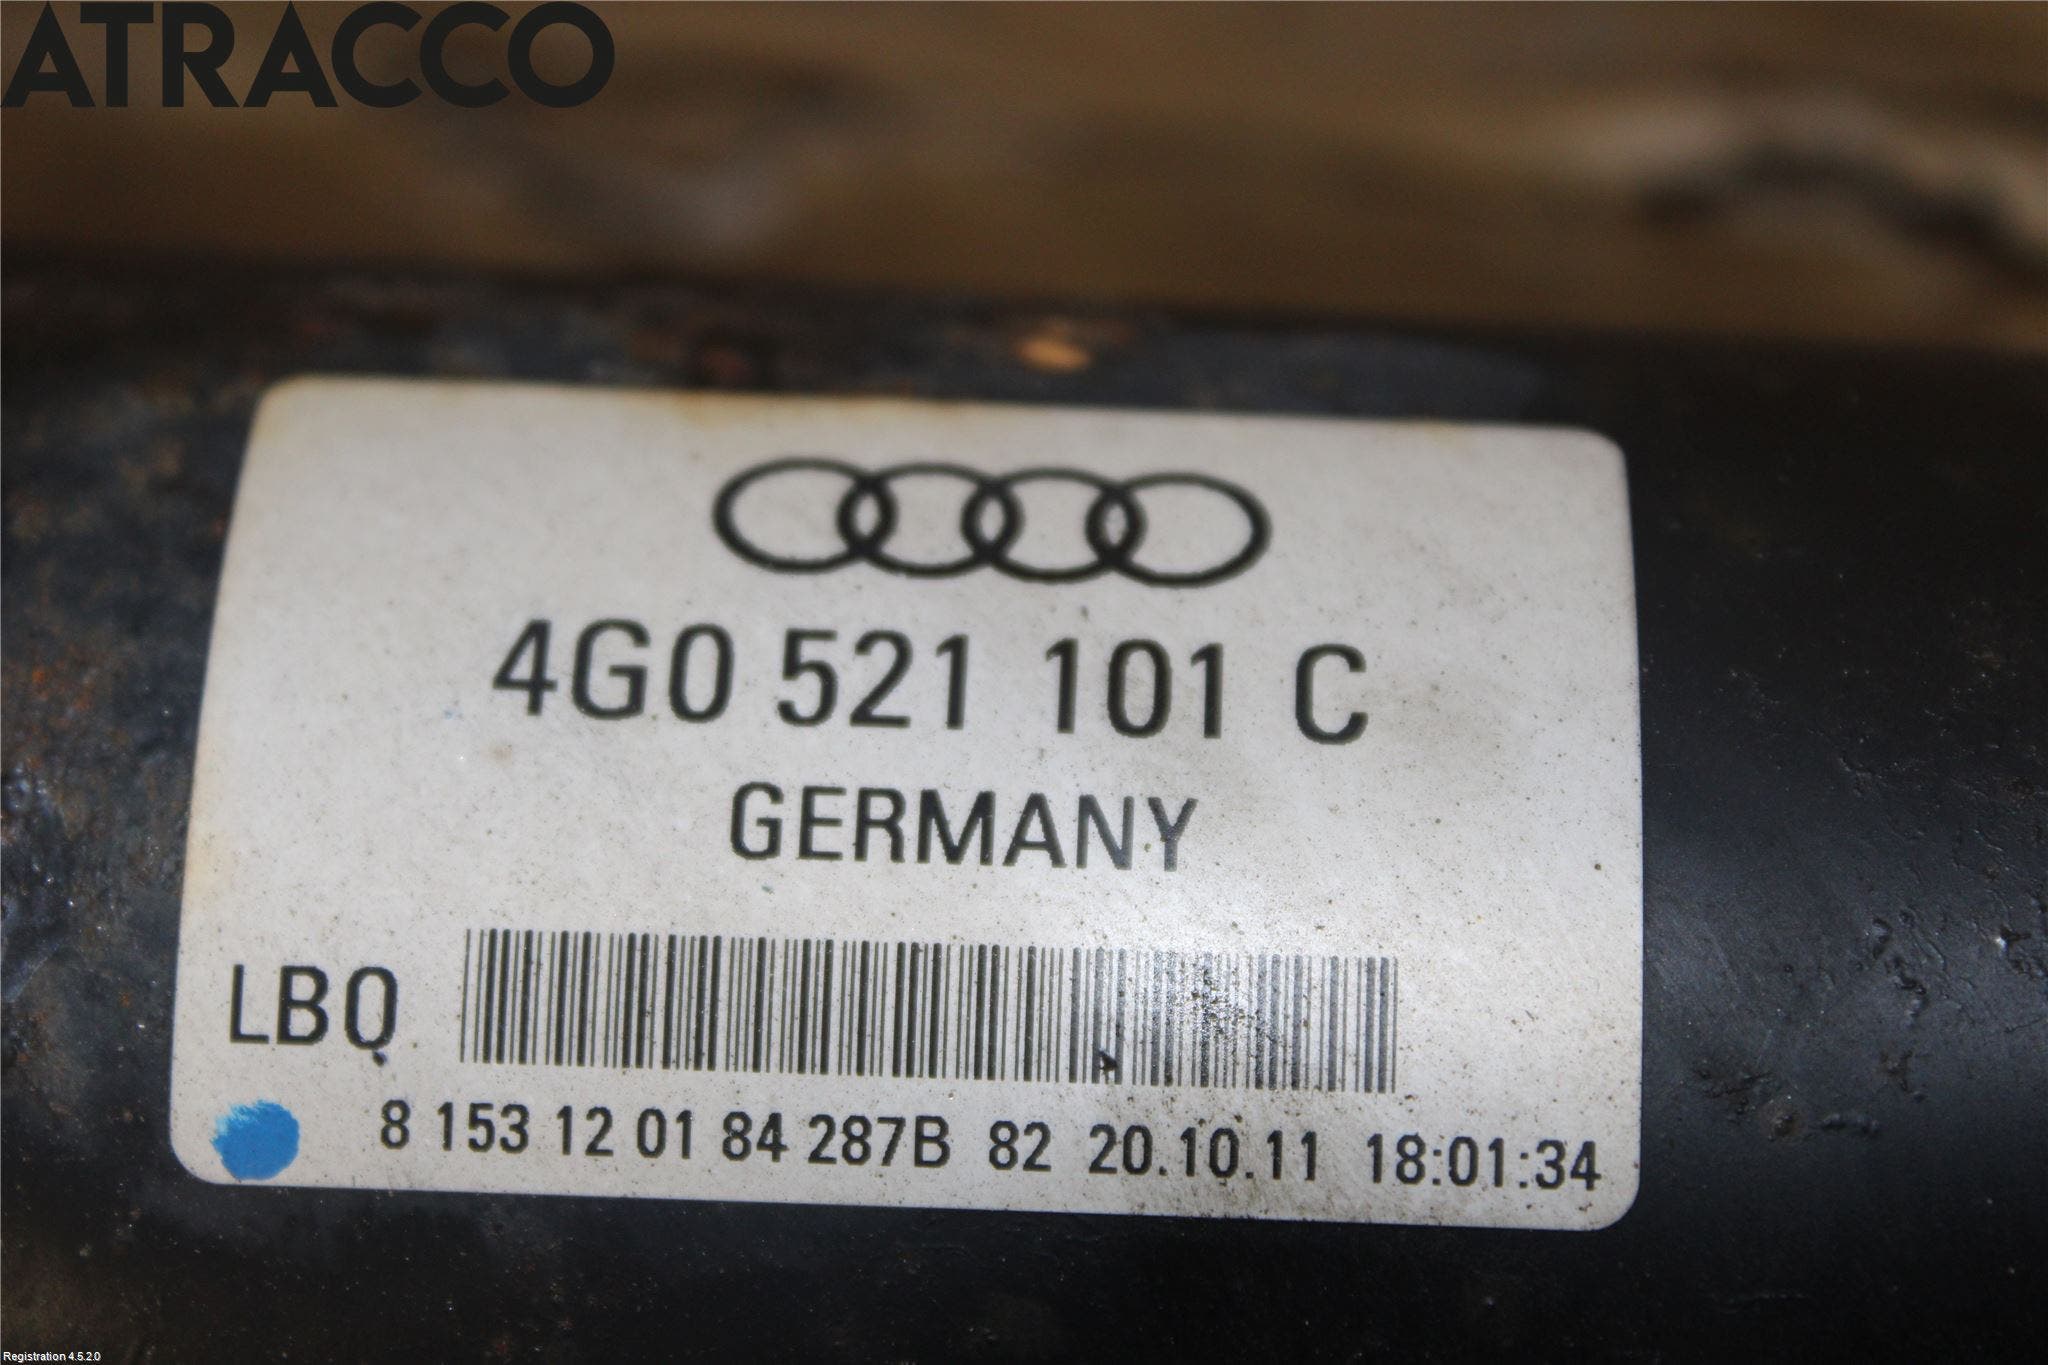 ATRACCO
4G0 521 101 C
GERMANY
LBQ
8 153 12 01 84 287B 82 20.10.11 18:01:34
Registration 4.5.2.0